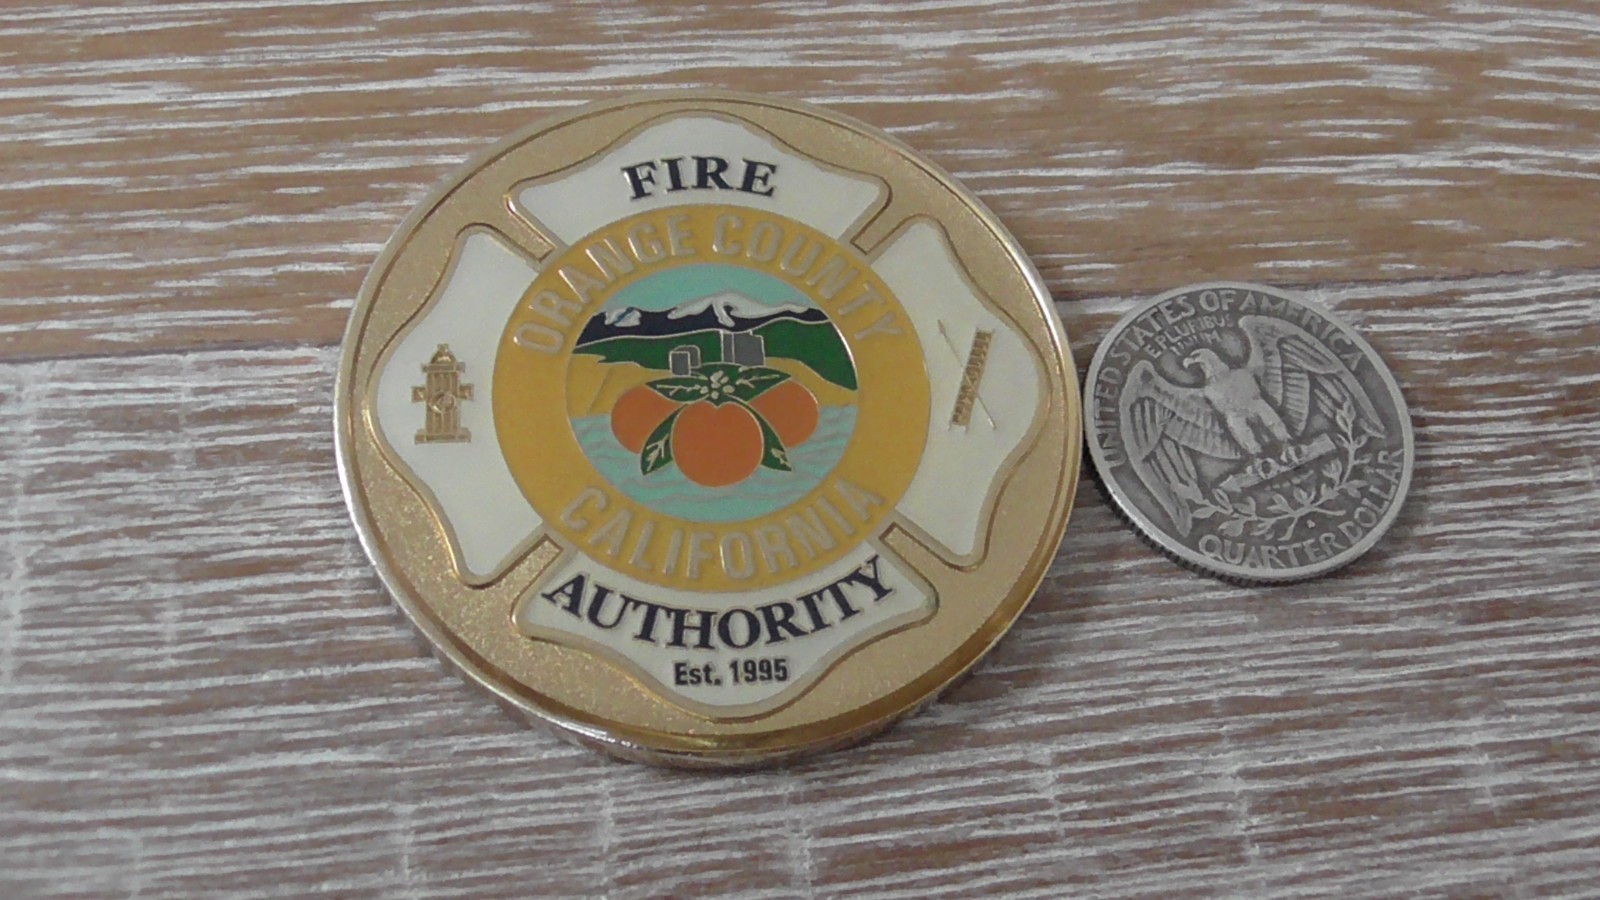 FIRE
ORANGE COUNTY
CALIFORNIA
AUTHORITY
Est. 1995
UNITED STATES OF AMERICA
E PLURIBUS
UNUM
QUARTER DOLLAR